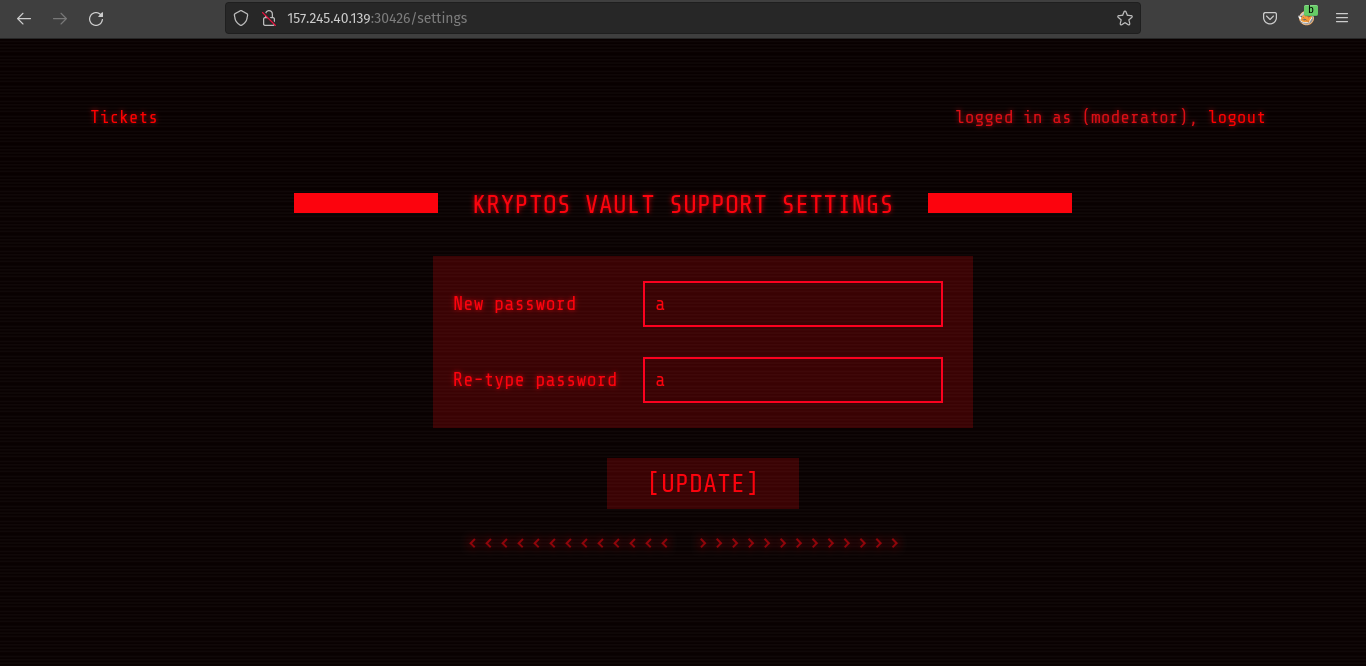 157.245.40.139:30426/settings
b
Tickets
logged in as (moderator), logout
KRYPTOS VAULT SUPPORT SETTINGS
New password
a
Re-type password
a
[UPDATE]
<<<<<<<<<<<<< >>>>>>>>>>>>>